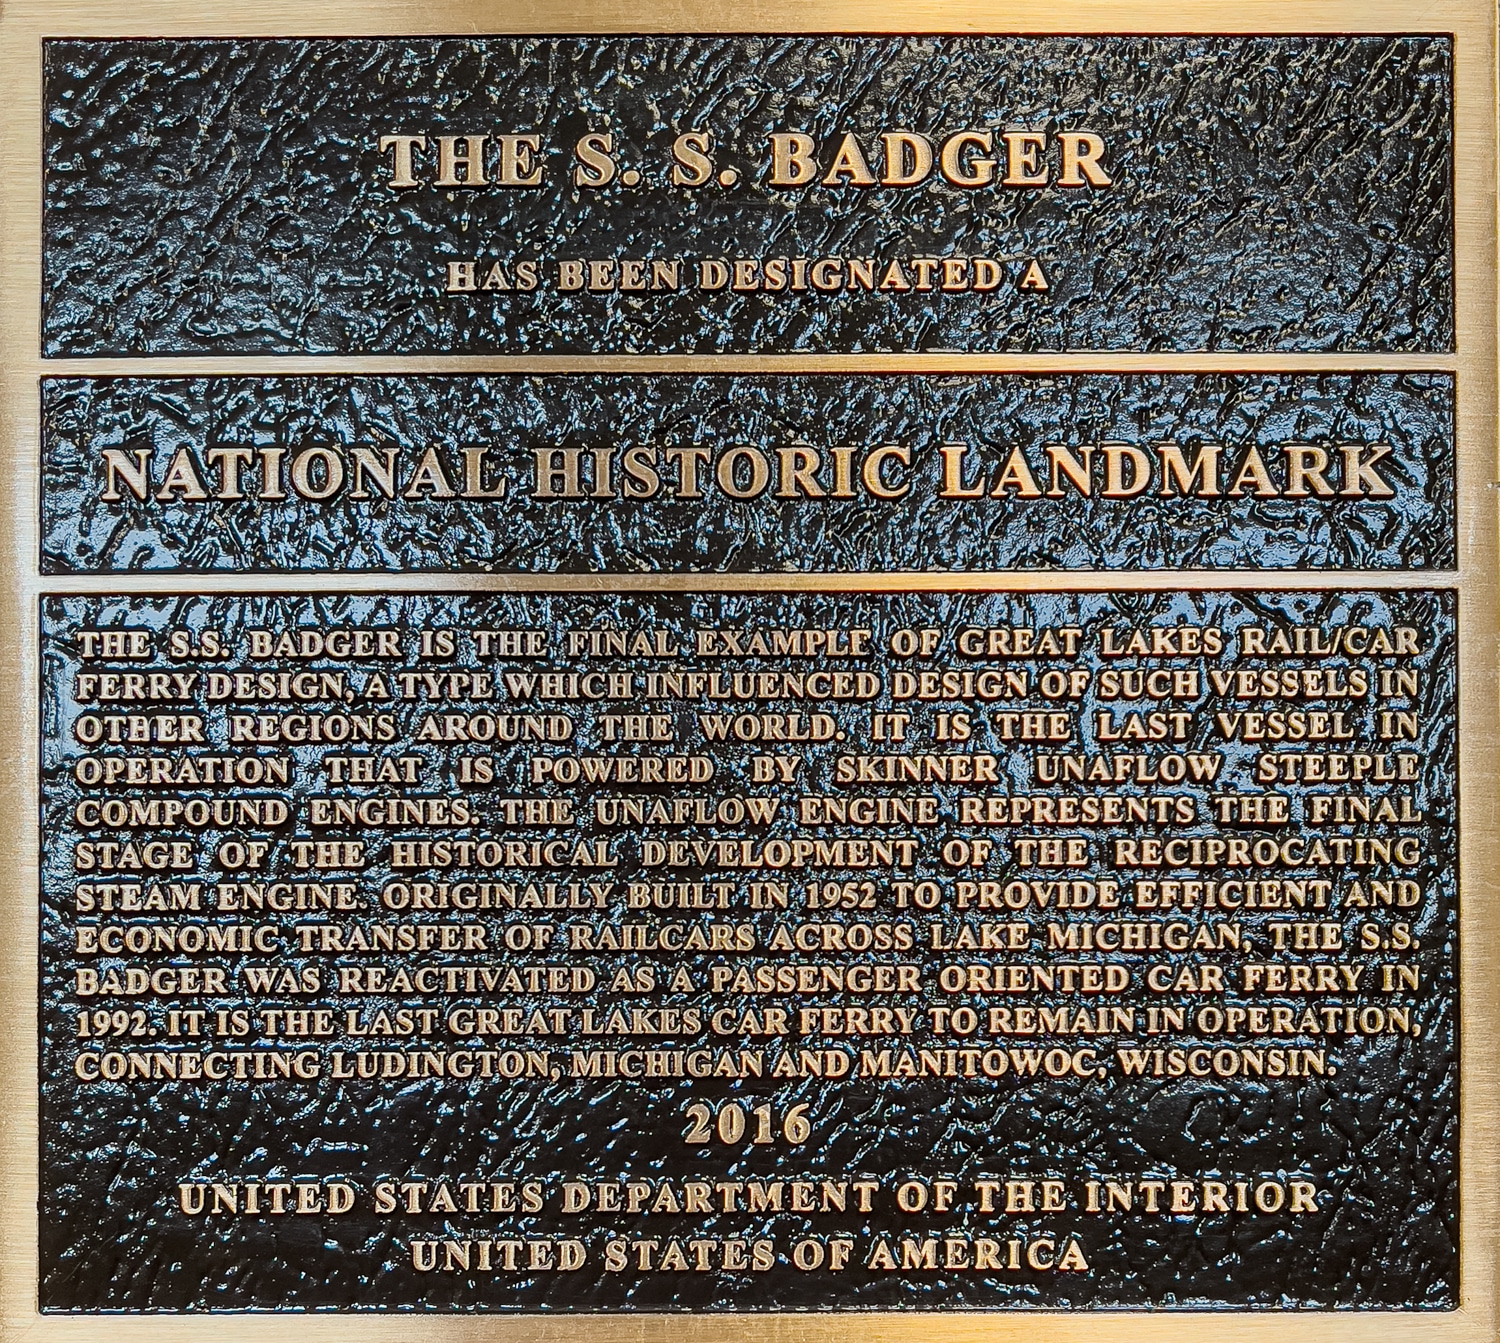 THE S. S. BADGER
HAS BEEN DESIGNATED A
NATIONAL HISTORIC LANDMARK
THE S.S. BADGER IS THE FINAL EXAMPLE OF GREAT LAKES RAIL/CAR
FERRY DESIGN, A TYPE WHICH INFLUENCED DESIGN OF SUCH VESSELS IN
OTHER REGIONS AROUND THE WORLD. IT IS THE LAST VESSEL IN
OPERATION THAT IS POWERED BY SKINNER UNAFLOW STEEPLE
COMPOUND ENGINES. THE UNAFLOW ENGINE REPRESENTS THE FINAL
STAGE OF THE HISTORICAL DEVELOPMENT OF THE RECIPROCATING
STEAM ENGINE. ORIGINALLY BUILT IN 1952 TO PROVIDE EFFICIENT AND
ECONOMIC TRANSFER OF RAILCARS ACROSS LAKE MICHIGAN, THE S.S.
BADGER WAS REACTIVATED AS A PASSENGER ORIENTED CAR FERRY IN
1992. IT IS THE LAST GREAT LAKES CAR FERRY TO REMAIN IN OPERATION,
CONNECTING LUDINGTON, MICHIGAN AND MANITOWOC, WISCONSIN.
2016
UNITED STATES DEPARTMENT OF THE INTERIOR
UNITED STATES OF AMERICA